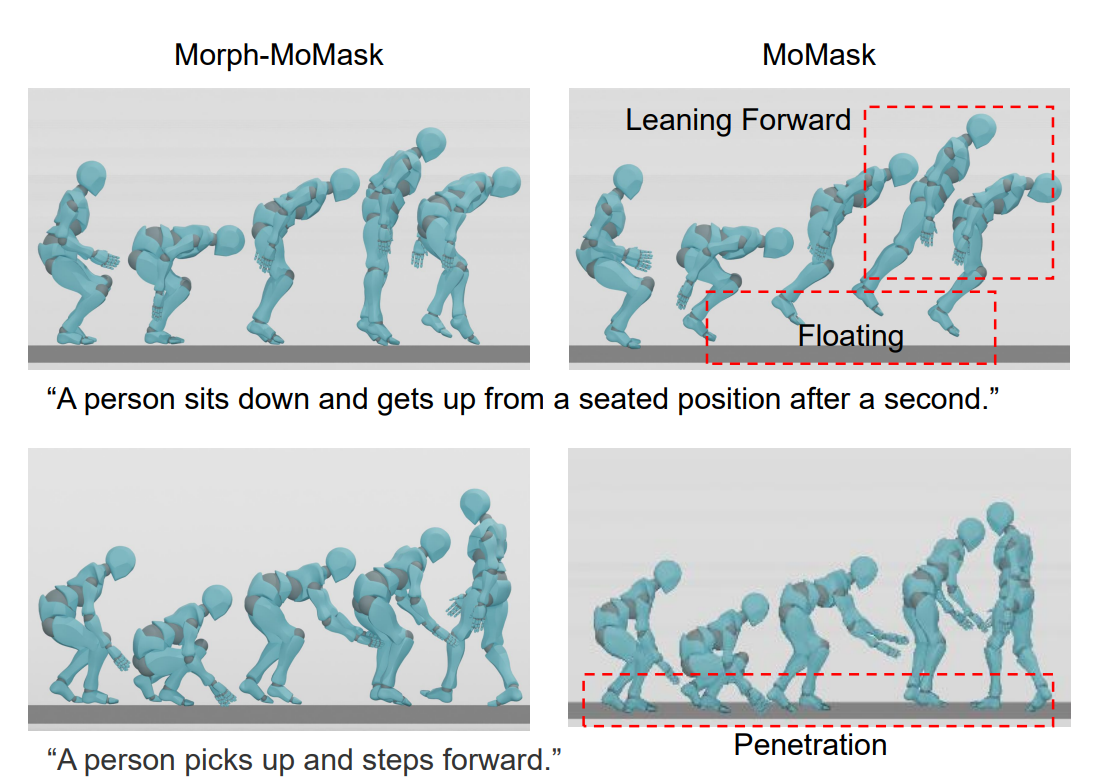 Morph-MoMask
MoMask
Leaning Forward
Floating
“A person sits down and gets up from a seated position after a second.”
“A person picks up and steps forward.”
Penetration